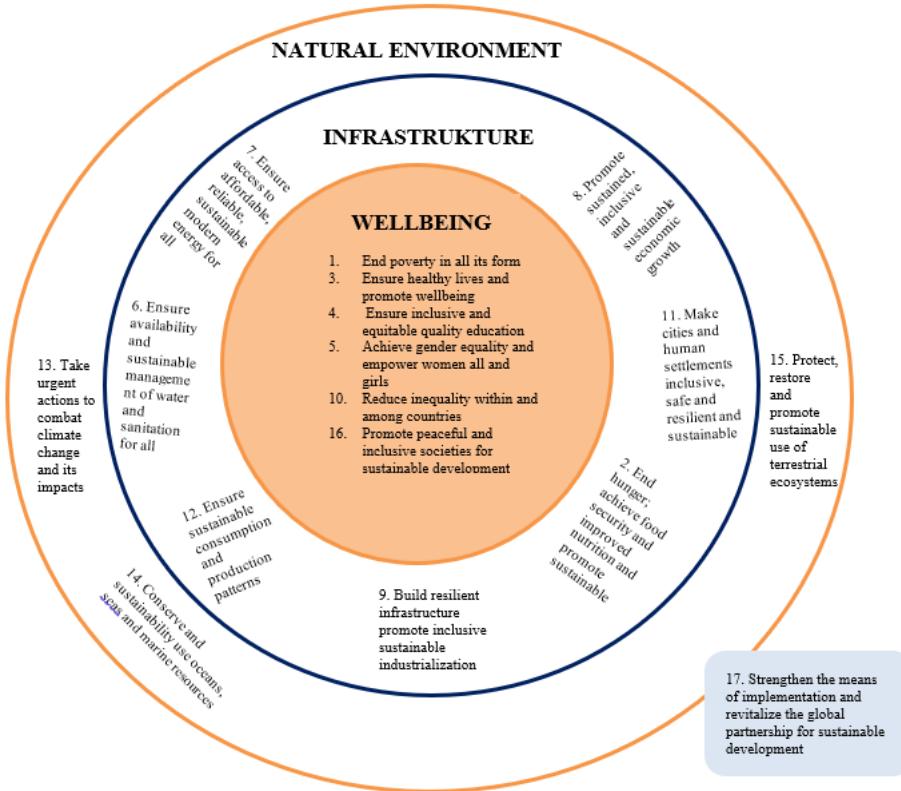 NATURAL ENVIRONMENT
INFRASTRUKTURE
7. Ensure
access to
affordable,
reliable,
sustainable
modern
energy for
all
8. Promote
sustained,
inclusive
and
sustainable
economic
growth
WELLBEING
1. End poverty in all its form
3. Ensure healthy lives and
promote wellbeing
4. Ensure inclusive and
equitable quality education
5. Achieve gender equality and
empower women all and
girls
10. Reduce inequality within and
among countries
16. Promote peaceful and
inclusive societies for
sustainable development
6. Ensure
availability
and
sustainable
manageme
nt of water
and
sanitation
for all
11. Make
cities and
human
settlements
inclusive,
safe and
resilient and
sustainable
13. Take
urgent
actions to
combat
climate
change
and its
impacts
15. Protect,
restore
and
promote
sustainable
use of
terrestrial
ecosystems
12. Ensure
sustainable
consumption
and
production
patterns
2. End
hunger;
achieve food
security and
improved
nutrition and
promote
sustainable
14. Conserve and
sustainability use oceans,
seas and marine resources
9. Build resilient
infrastructure
promote inclusive
sustainable
industrialization
17. Strengthen the means
of implementation and
revitalize the global
partnership for sustainable
development